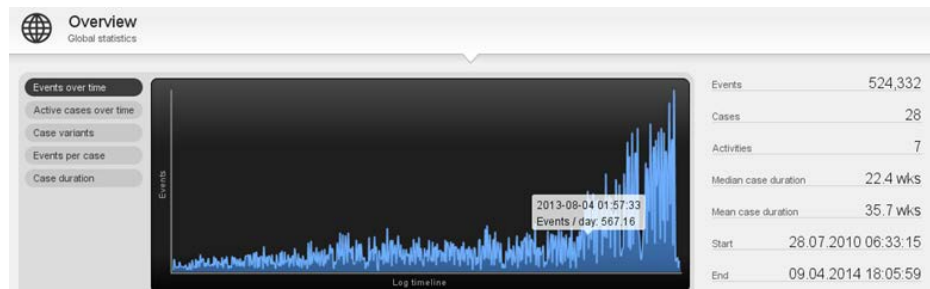 Overview
Global statistics
Events over time
Active cases over time
Case variants
Events per case
Case duration
Events
2013-08-04 01:57:33
Events / day: 567.16
Log timeline
Events 524,332
Cases 28
Activities 7
Median case duration 22.4 wks
Mean case duration 35.7 wks
Start 28.07.2010 06:33:15
End 09.04.2014 18:05:59